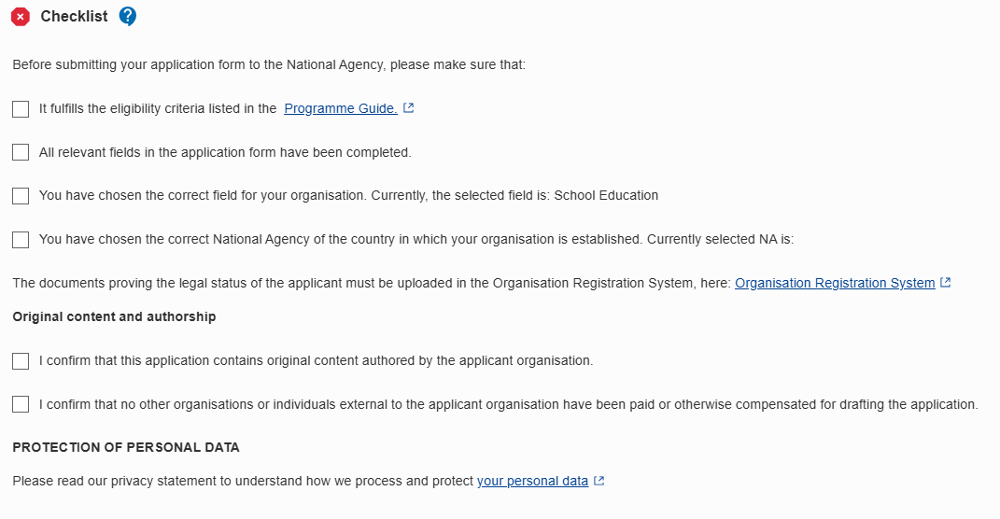 Checklist
Before submitting your application form to the National Agency, please make sure that:
It fulfills the eligibility criteria listed in the Programme Guide.
All relevant fields in the application form have been completed.
You have chosen the correct field for your organisation. Currently, the selected field is: School Education
You have chosen the correct National Agency of the country in which your organisation is established. Currently selected NA is:
The documents proving the legal status of the applicant must be uploaded in the Organisation Registration System, here: Organisation Registration System
Original content and authorship
I confirm that this application contains original content authored by the applicant organisation.
I confirm that no other organisations or individuals external to the applicant organisation have been paid or otherwise compensated for drafting the application.
PROTECTION OF PERSONAL DATA
Please read our privacy statement to understand how we process and protect your personal data